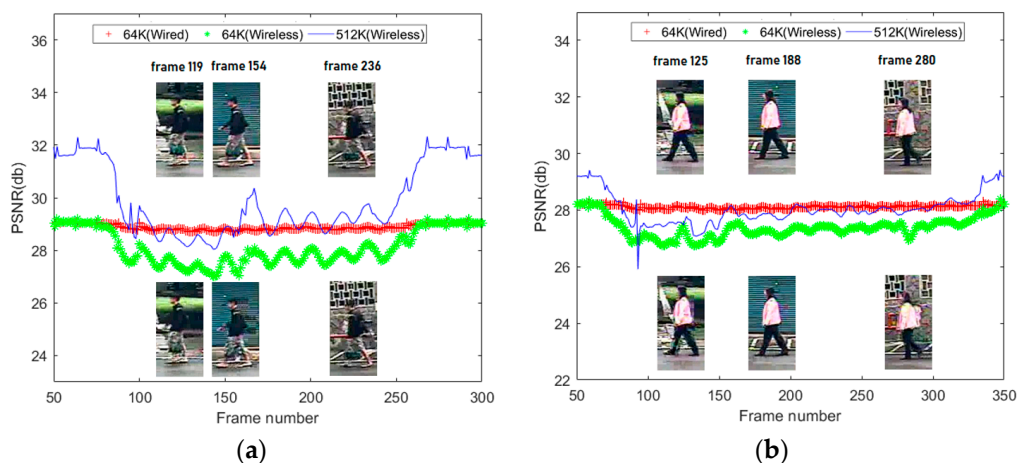 64K(Wired) 64K(Wireless) 512K(Wireless)
frame 119 frame 154 frame 236
36
34
32
30
28
26
24
PSNR(db)
50 100 150 200 250 300
Frame number
(a)
64K(Wired) 64K(Wireless) 512K(Wireless)
frame 125 frame 188 frame 280
34
32
30
28
26
24
22
PSNR(db)
50 100 150 200 250 300 350
Frame number
(b)